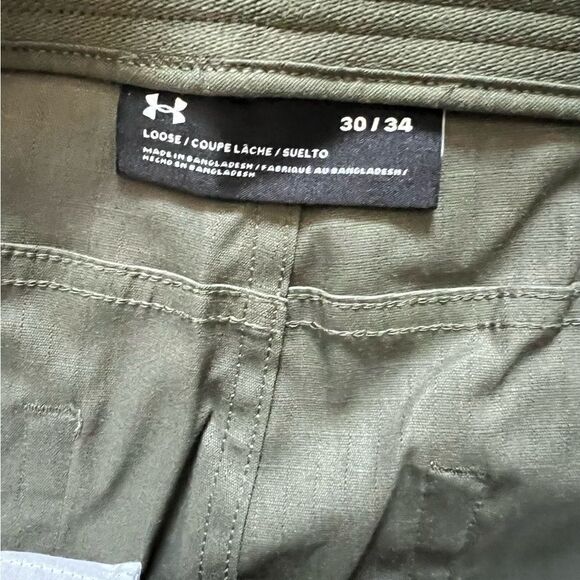 30 / 34
LOOSE / COUPE LÂCHE / SUELTO
MADE IN BANGLADESH / FABRIQUÉ AU BANGLADESH /
HECHO EN BANGLADESH